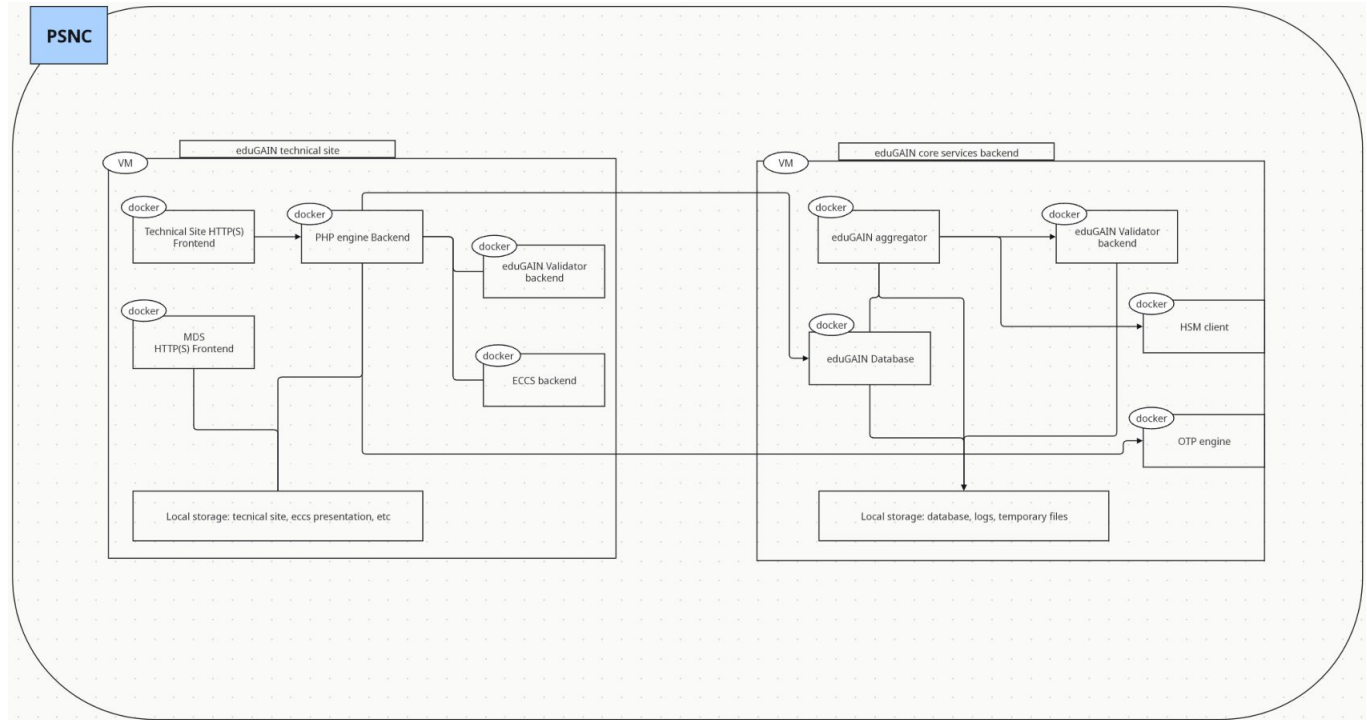 PSNC
eduGAIN technical site
VM
docker
Technical Site HTTP(S)
Frontend
docker
PHP engine Backend
docker
eduGAIN Validator
backend
docker
MDS
HTTP(S) Frontend
docker
ECCS backend
Local storage: tecnical site, eccs presentation, etc
eduGAIN core services backend
VM
docker
eduGAIN aggregator
docker
eduGAIN Validator
backend
docker
HSM client
docker
eduGAIN Database
docker
OTP engine
Local storage: database, logs, temporary files